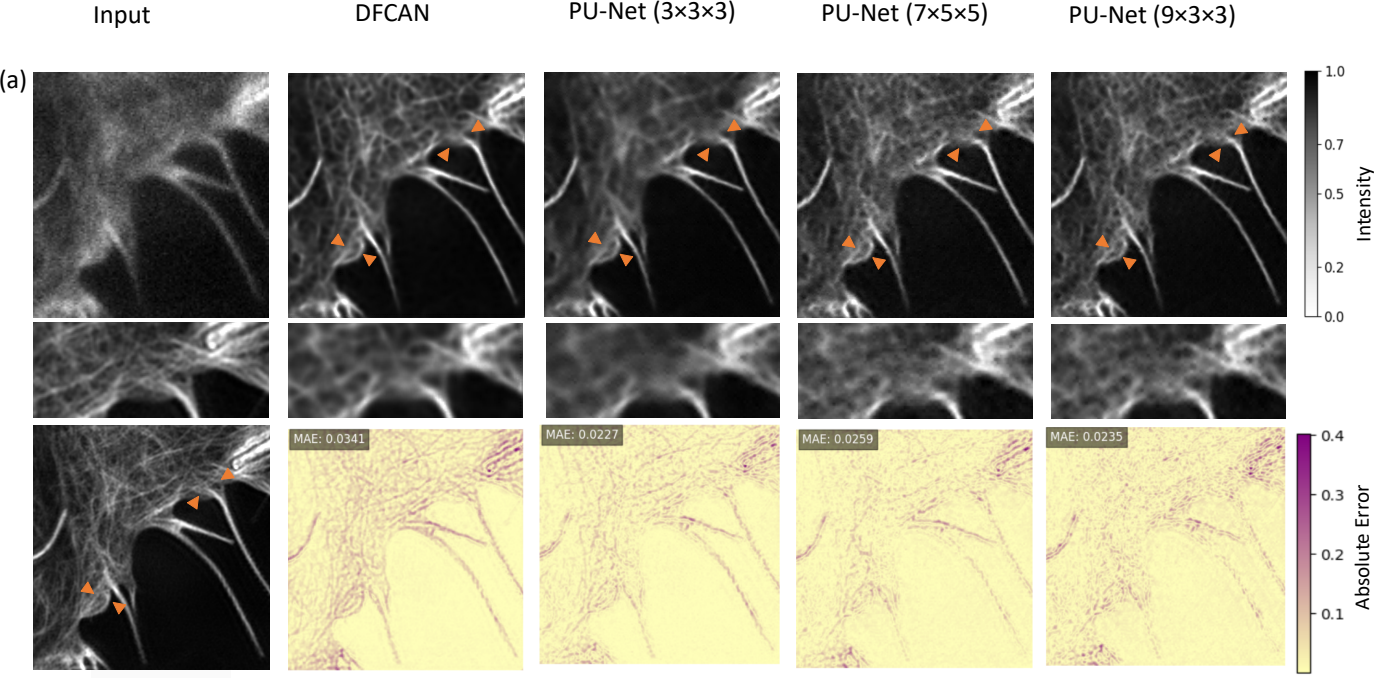 Input DFCAN PU-Net (3×3×3) PU-Net (7×5×5) PU-Net (9×3×3)
(a)
1.0
0.7
0.5
0.2
0.0
Intensity
MAE: 0.0341 MAE: 0.0227 MAE: 0.0259 MAE: 0.0235
0.4
0.3
0.2
0.1
Absolute Error